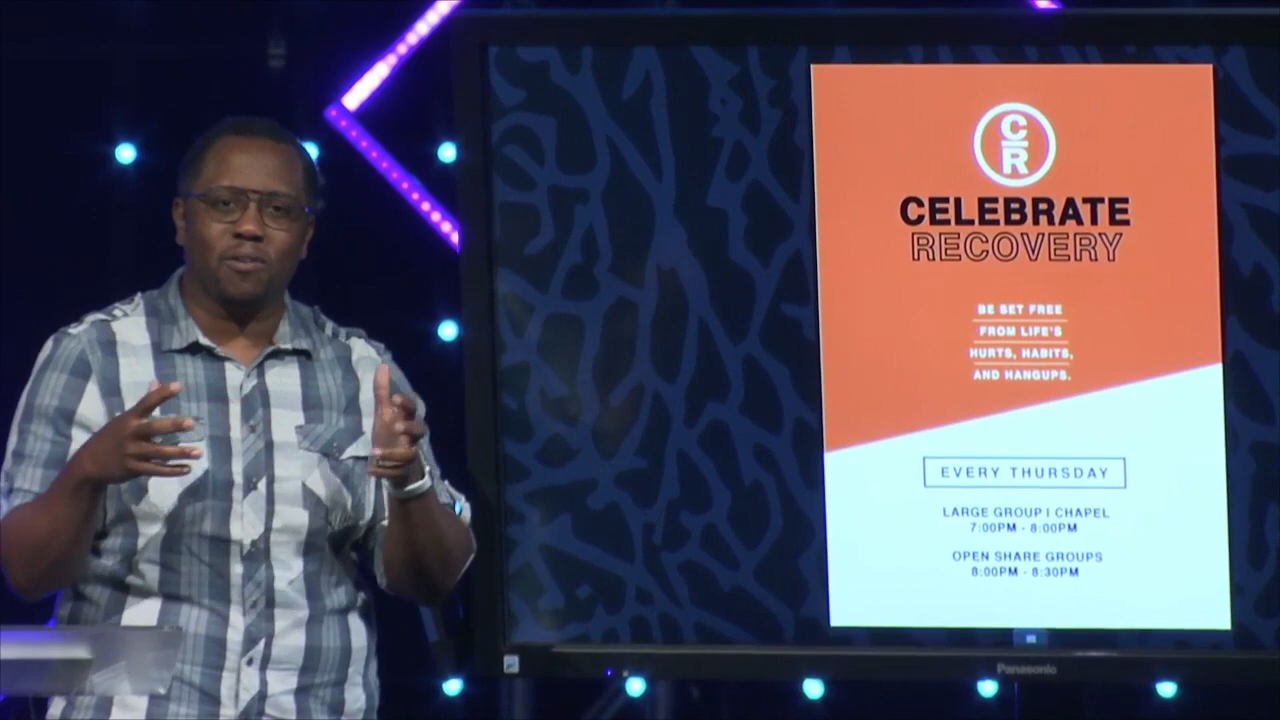 C
R
CELEBRATE
RECOVERY
BE SET FREE
FROM LIFE'S
HURTS, HABITS,
AND HANGUPS.
EVERY THURSDAY
LARGE GROUP | CHAPEL
7:00PM - 8:00PM
OPEN SHARE GROUPS
8:00PM - 8:30PM
Panasonic